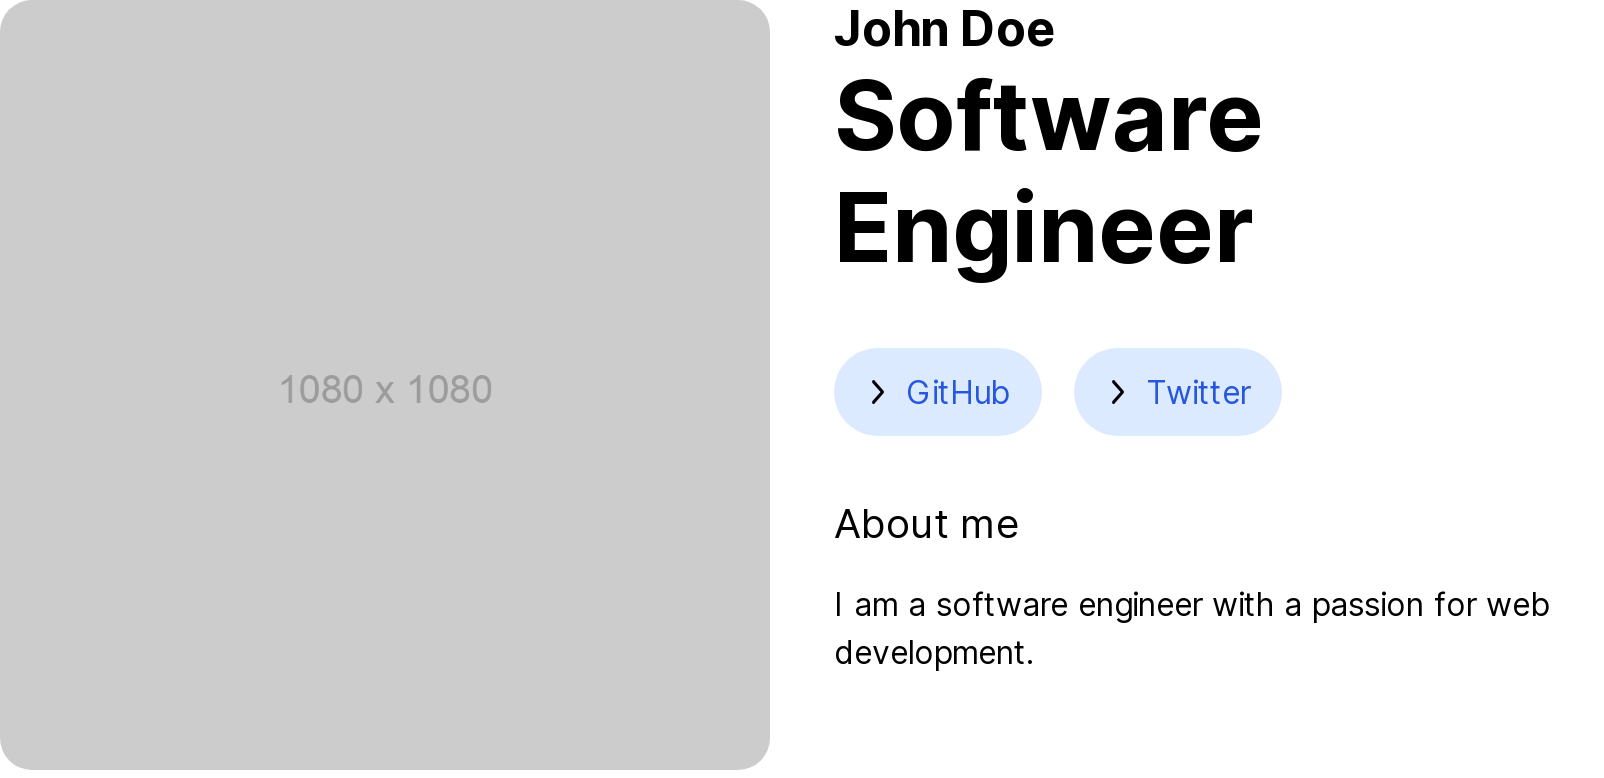 1080 x 1080
John Doe
Software
Engineer
GitHub
Twitter
About me
I am a software engineer with a passion for web
development.